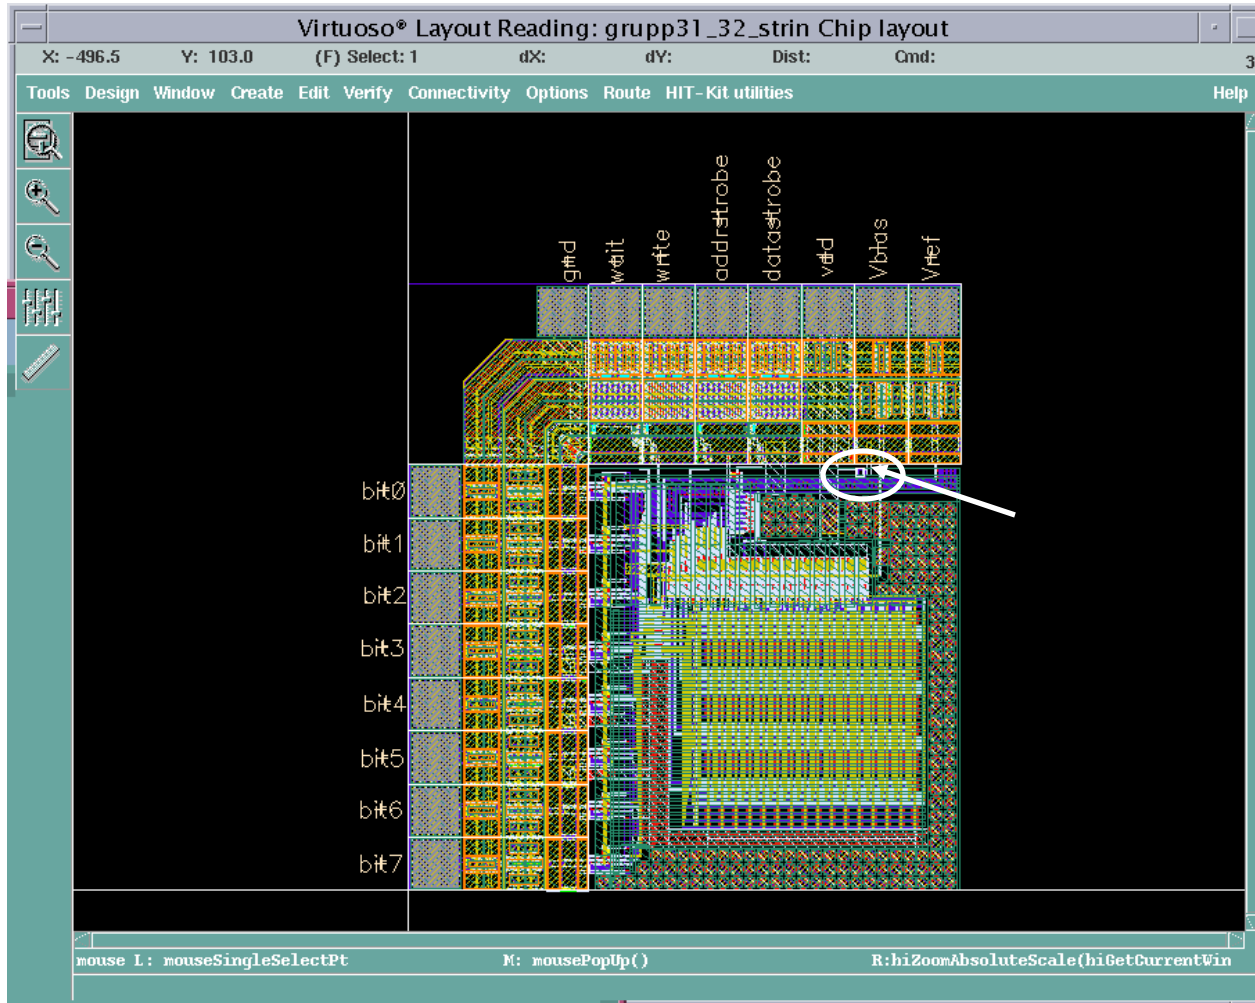 Virtuoso® Layout Reading: grupp31_32_strin Chip layout
X: -496.5 Y: 103.0 (F) Select: 1 dX: dY: Dist: Cmd: 3
Tools Design Window Create Edit Verify Connectivity Options Route HIT-Kit utilities Help
gnd
wait
write
addrstrobe
datastrobe
vdd
Vbias
Vref
bit0
bit1
bit2
bit3
bit4
bit5
bit6
bit7
mouse L: mouseSingleSelectPt M: mousePopUp() R:hiZoomAbsoluteScale(hiGetCurrentWin